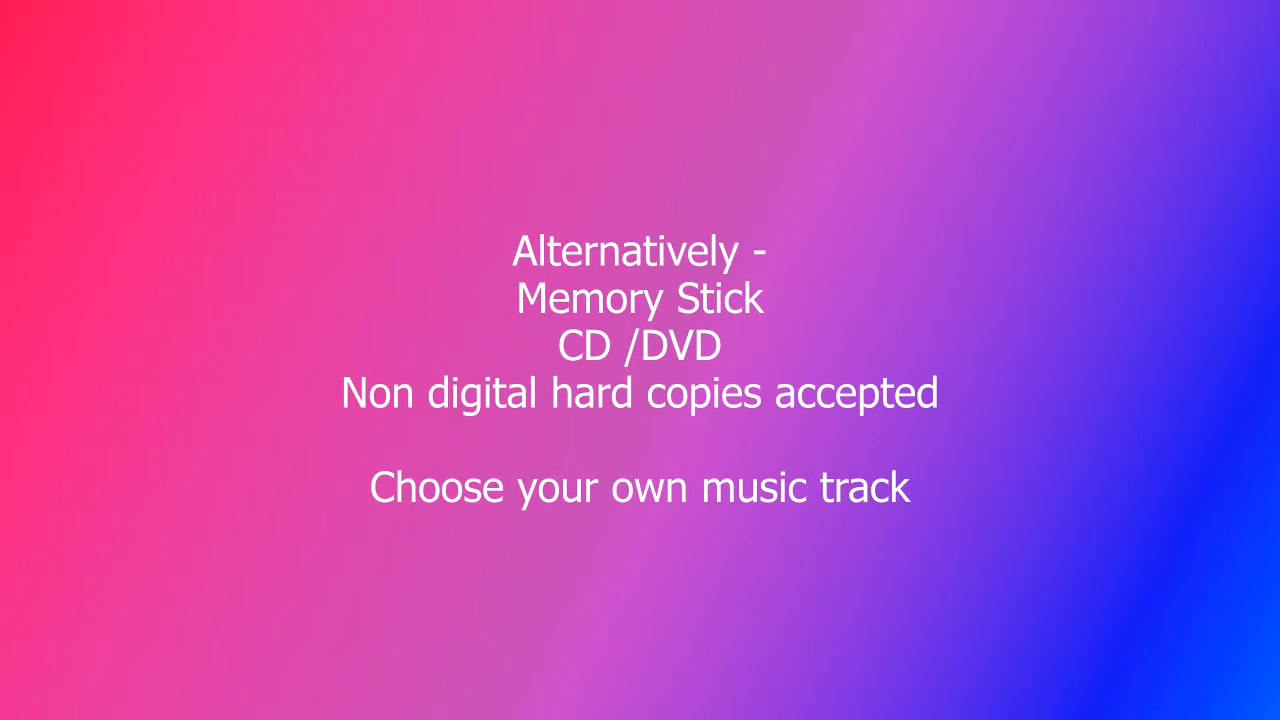 Alternatively -
Memory Stick
CD /DVD
Non digital hard copies accepted
Choose your own music track